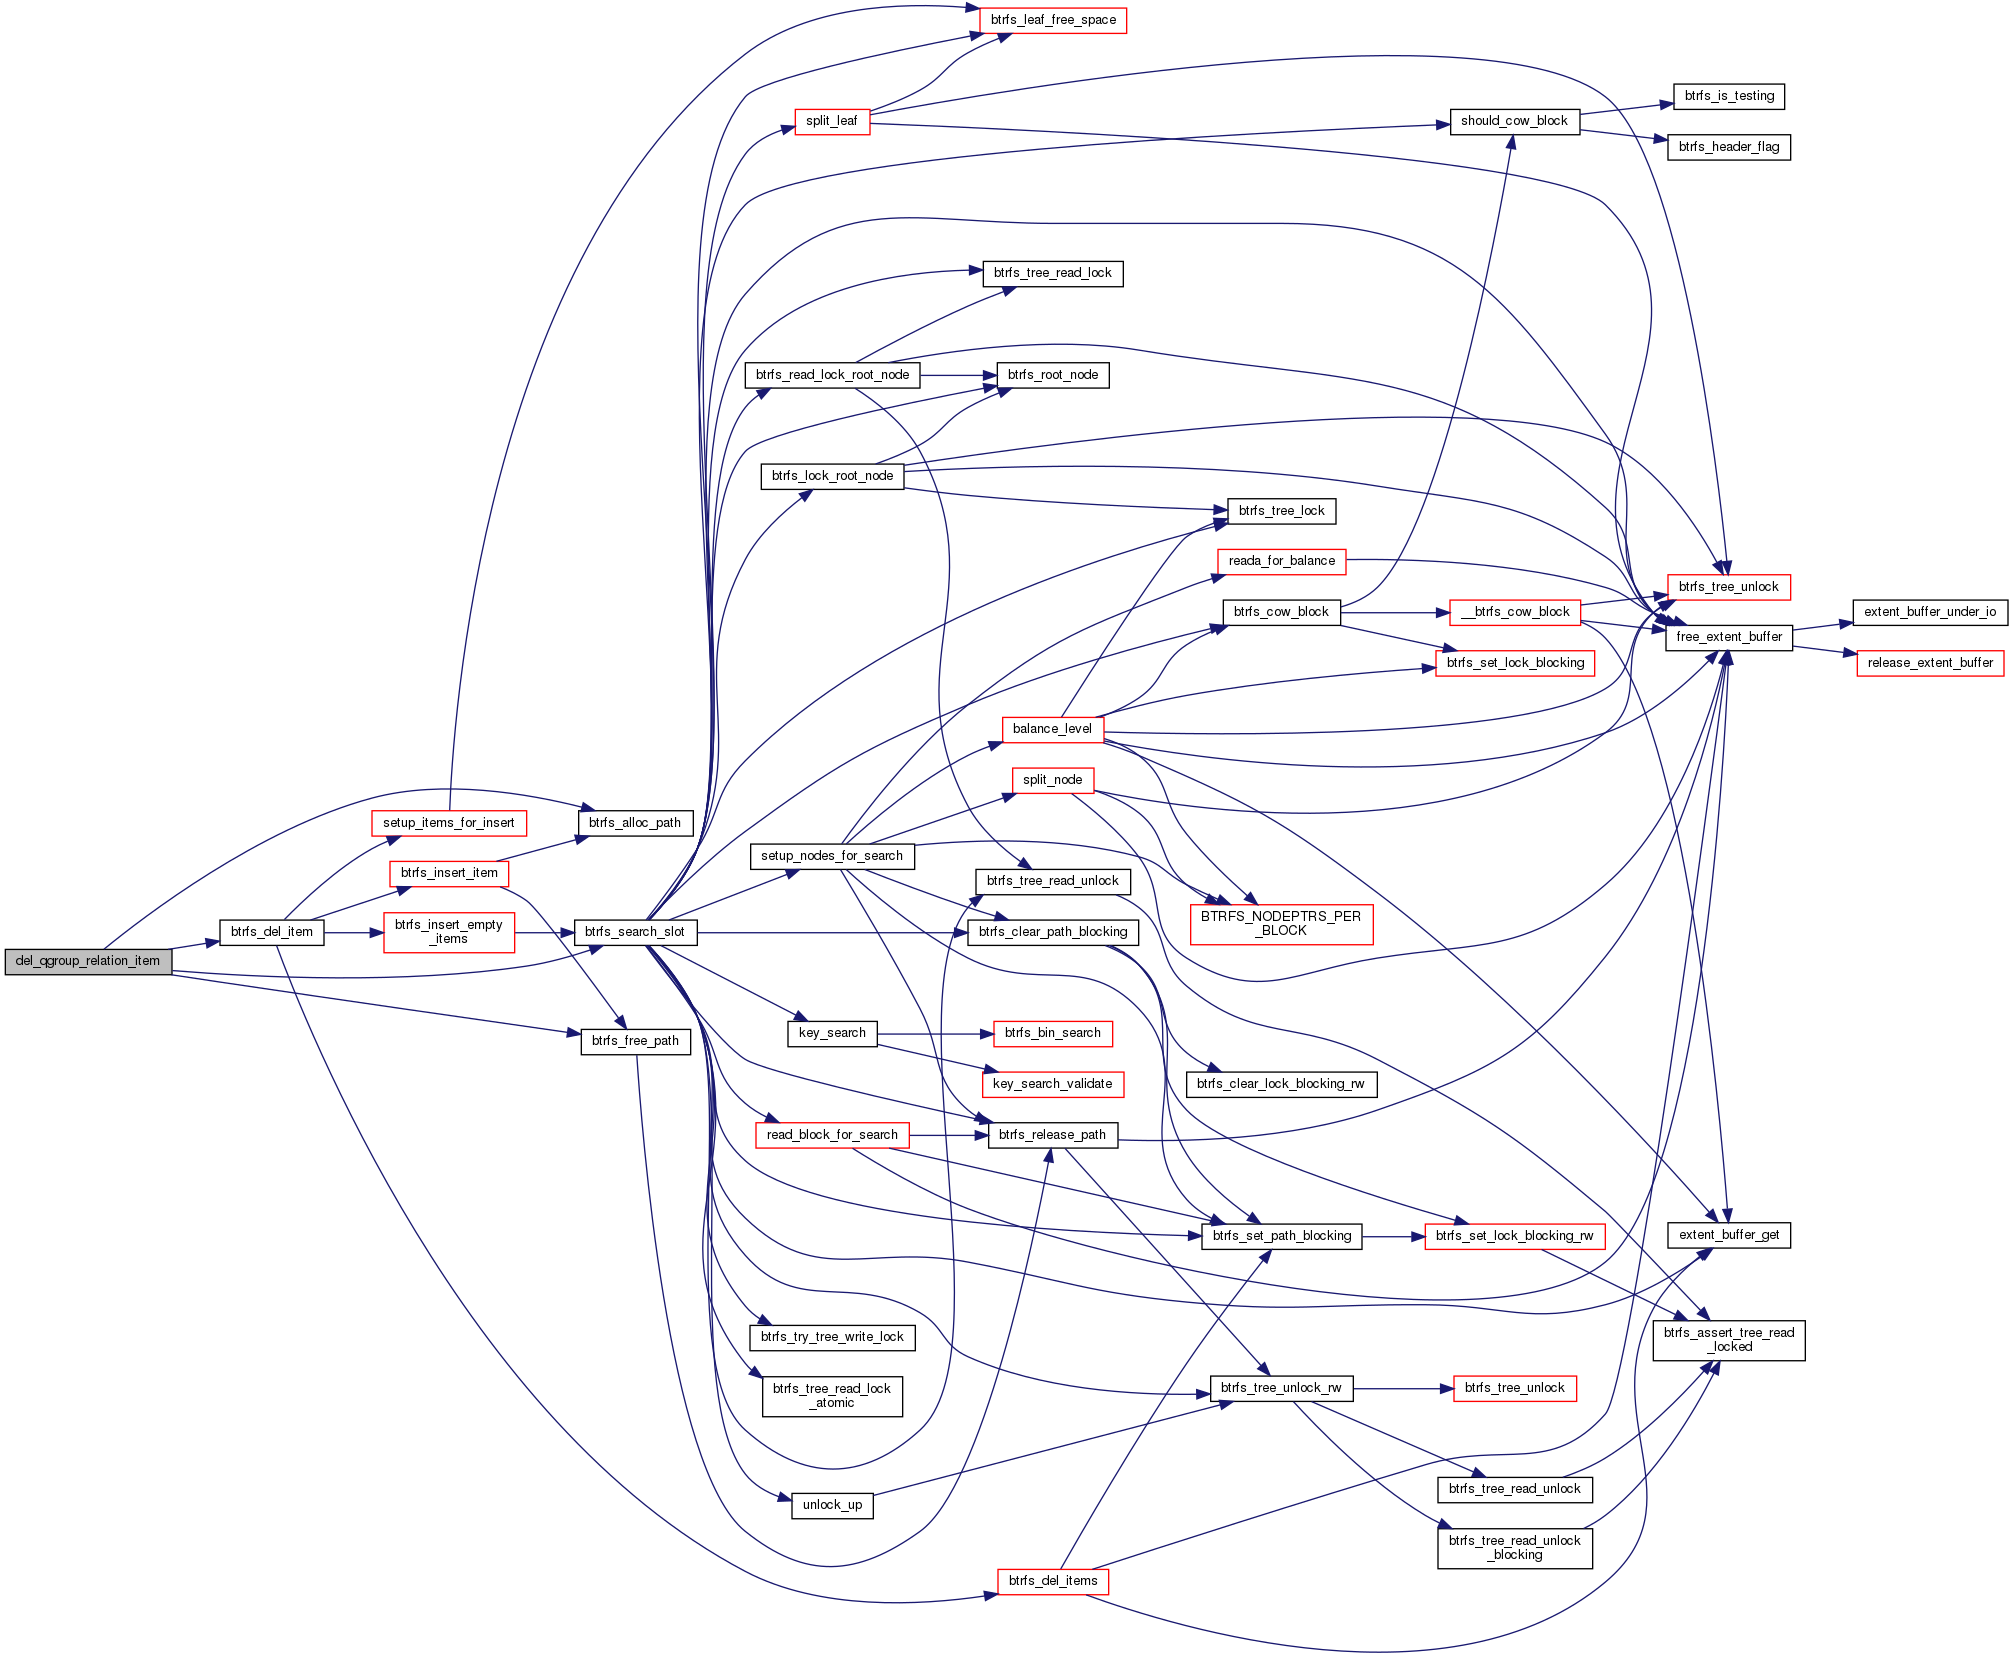 btrfs_leaf_free_space
btrfs_is_testing
split_leaf
should_cow_block
btrfs_header_flag
btrfs_tree_read_lock
btrfs_read_lock_root_node
btrfs_root_node
btrfs_lock_root_node
btrfs_tree_lock
reada_for_balance
btrfs_tree_unlock
btrfs_cow_block
__btrfs_cow_block
extent_buffer_under_io
free_extent_buffer
btrfs_set_lock_blocking
release_extent_buffer
balance_level
split_node
setup_items_for_insert
btrfs_alloc_path
setup_nodes_for_search
btrfs_insert_item
btrfs_tree_read_unlock
btrfs_del_item
btrfs_insert_empty
_items
btrfs_search_slot
btrfs_clear_path_blocking
BTRFS_NODEPTRS_PER
_BLOCK
del_qgroup_relation_item
key_search
btrfs_bin_search
btrfs_free_path
key_search_validate
btrfs_clear_lock_blocking_rw
read_block_for_search
btrfs_release_path
btrfs_set_path_blocking
btrfs_set_lock_blocking_rw
extent_buffer_get
btrfs_try_tree_write_lock
btrfs_assert_tree_read
_locked
btrfs_tree_read_lock
_atomic
btrfs_tree_unlock_rw
btrfs_tree_unlock
btrfs_tree_read_unlock
unlock_up
btrfs_tree_read_unlock
_blocking
btrfs_del_items